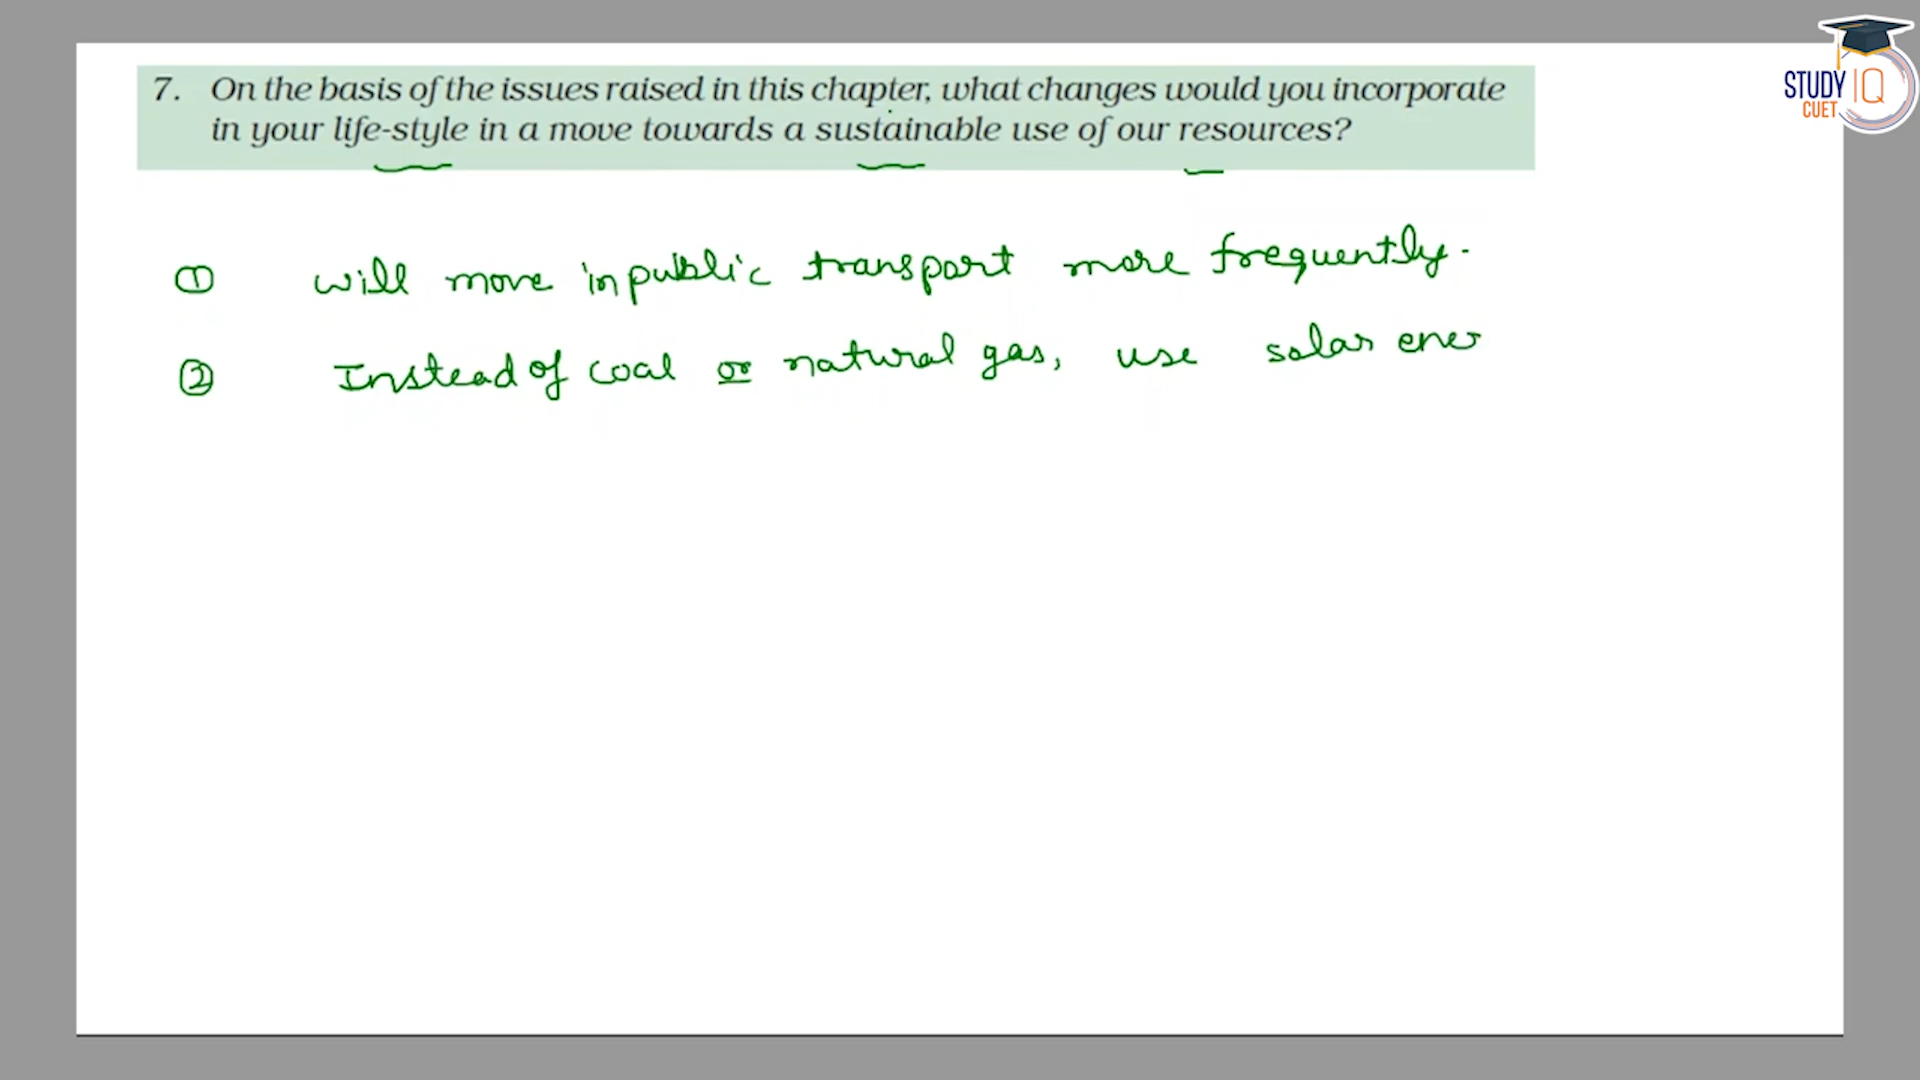 7. On the basis of the issues raised in this chapter, what changes would you incorporate
in your life-style in a move towards a sustainable use of our resources?
① will move in public transport more frequently.
② Instead of coal or natural gas, use solar ener
STUDY IQ
CUET